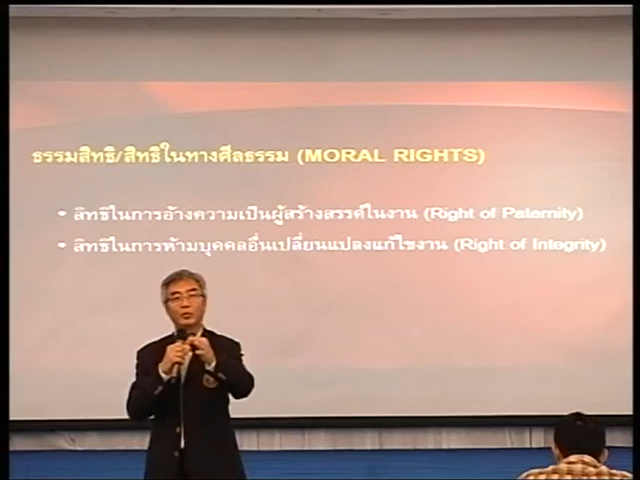 ธรรมสิทธิ/สิทธิในทางศีลธรรม (MORAL RIGHTS)
• สิทธิในการอ้างความเป็นผู้สร้างสรรค์ในงาน (Right of Paternity)
• สิทธิในการห้ามบุคคลอื่นเปลี่ยนแปลงแก้ไขงาน (Right of Integrity)